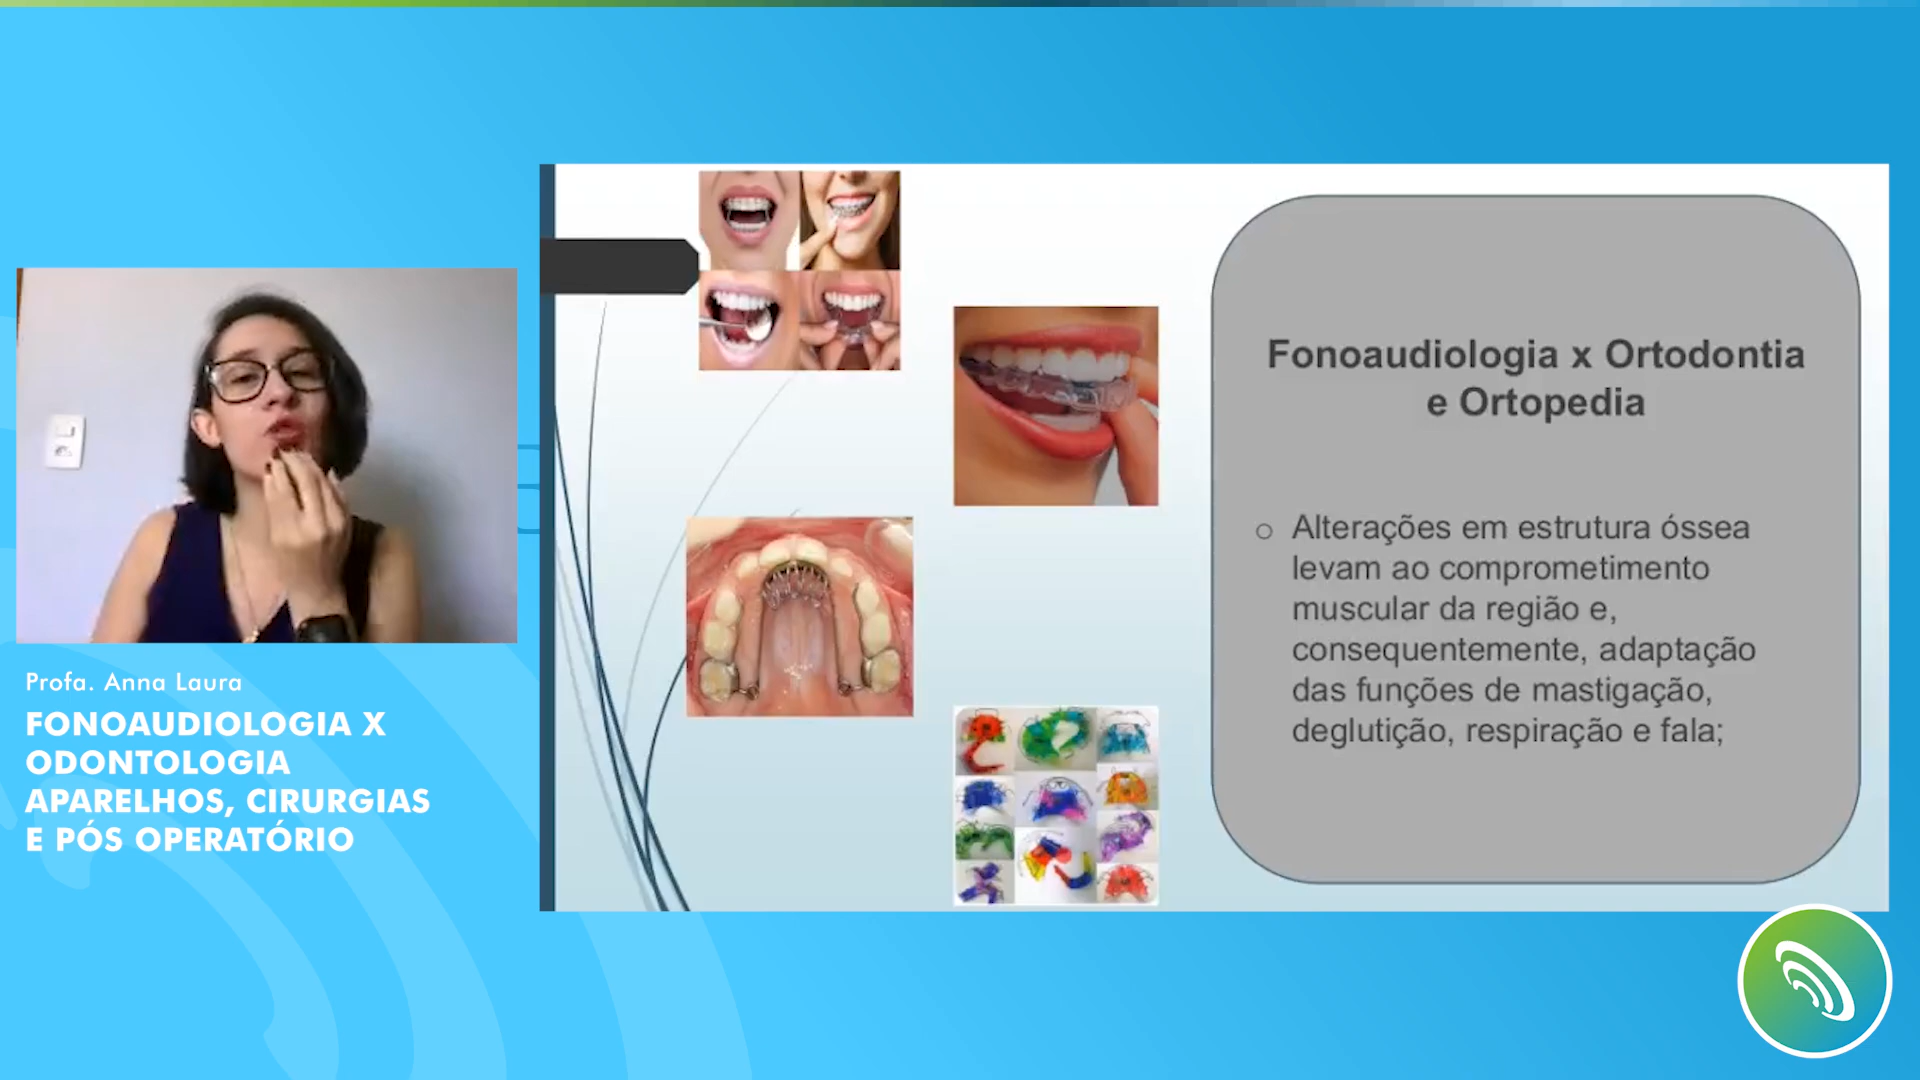 Profa. Anna Laura
FONOAUDIOLOGIA X
ODONTOLOGIA
APARELHOS, CIRURGIAS
E PÓS OPERATÓRIO
Fonoaudiologia x Ortodontia
e Ortopedia
o Alterações em estrutura óssea
levam ao comprometimento
muscular da região e,
consequentemente, adaptação
das funções de mastigação,
deglutição, respiração e fala;